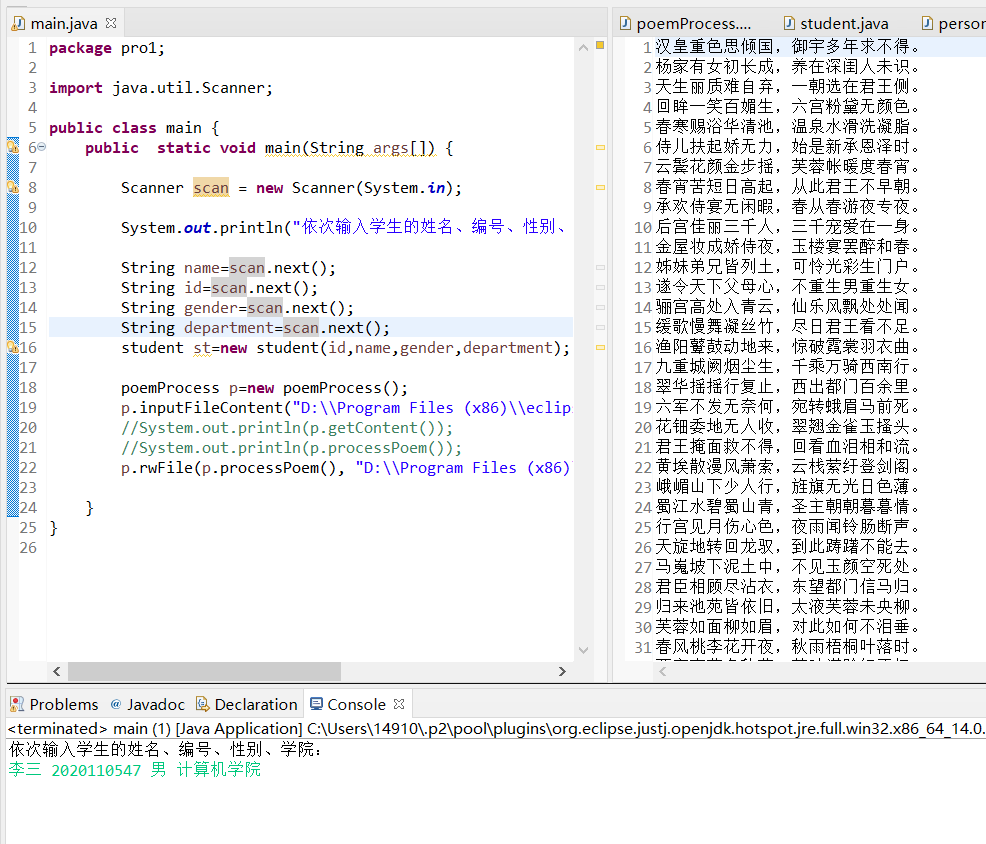 main.java
1 package pro1;
2
3 import java.util.Scanner;
4
5 public class main {
6 public  static void main(String args[]) {
7
8 Scanner scan = new Scanner(System.in);
9
10 System.out.println("依次输入学生的姓名、编号、性别、
11
12 String name=scan.next();
13 String id=scan.next();
14 String gender=scan.next();
15 String department=scan.next();
16 student st=new student(id,name,gender,department);
17
18 poemProcess p=new poemProcess();
19 p.inputFileContent("D:\\Program Files (x86)\\eclip
20 //System.out.println(p.getContent());
21 //System.out.println(p.processPoem());
22 p.rwFile(p.processPoem(), "D:\\Program Files (x86)
23
24 }
25 }
26
poemProcess.... student.java person
1 汉皇重色思倾国，御宇多年求不得。
2 杨家有女初长成，养在深闺人未识。
3 天生丽质难自弃，一朝选在君王侧。
4 回眸一笑百媚生，六宫粉黛无颜色。
5 春寒赐浴华清池，温泉水滑洗凝脂。
6 侍儿扶起娇无力，始是新承恩泽时。
7 云鬓花颜金步摇，芙蓉帐暖度春宵。
8 春宵苦短日高起，从此君王不早朝。
9 承欢侍宴无闲暇，春从春游夜专夜。
10 后宫佳丽三千人，三千宠爱在一身。
11 金屋妆成娇侍夜，玉楼宴罢醉和春。
12 姊妹弟兄皆列土，可怜光彩生门户。
13 遂令天下父母心，不重生男重生女。
14 骊宫高处入青云，仙乐风飘处处闻。
15 缓歌慢舞凝丝竹，尽日君王看不足。
16 渔阳鼙鼓动地来，惊破霓裳羽衣曲。
17 九重城阙烟尘生，千乘万骑西南行。
18 翠华摇摇行复止，西出都门百余里。
19 六军不发无奈何，宛转蛾眉马前死。
20 花钿委地无人收，翠翘金雀玉搔头。
21 君王掩面救不得，回看血泪相和流。
22 黄埃散漫风萧索，云栈萦纡登剑阁。
23 峨嵋山下少人行，旌旗无光日色薄。
24 蜀江水碧蜀山青，圣主朝朝暮暮情。
25 行宫见月伤心色，夜雨闻铃肠断声。
26 天旋地转回龙驭，到此踌躇不能去。
27 马嵬坡下泥土中，不见玉颜空死处。
28 君臣相顾尽沾衣，东望都门信马归。
29 归来池苑皆依旧，太液芙蓉未央柳。
30 芙蓉如面柳如眉，对此如何不泪垂。
31 春风桃李花开夜，秋雨梧桐叶落时。
Problems @ Javadoc Declaration Console
<terminated> main (1) [Java Application] C:\Users\14910\.p2\pool\plugins\org.eclipse.justj.openjdk.hotspot.jre.full.win32.x86_64_14.0.
依次输入学生的姓名、编号、性别、学院：
李三 2020110547 男 计算机学院